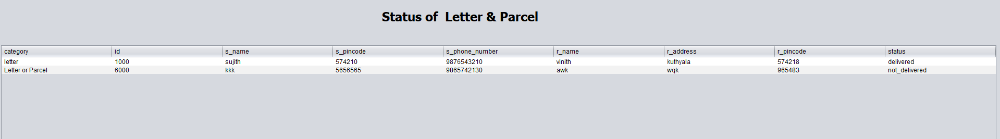 Status of  Letter & Parcel
category id s_name s_pincode s_phone_number r_name r_address r_pincode status
letter 1000 sujith 574210 9876543210 vinith kuthyala 574218 delivered
Letter or Parcel 6000 kkk 5656565 9865742130 awk wqk 965483 not_delivered